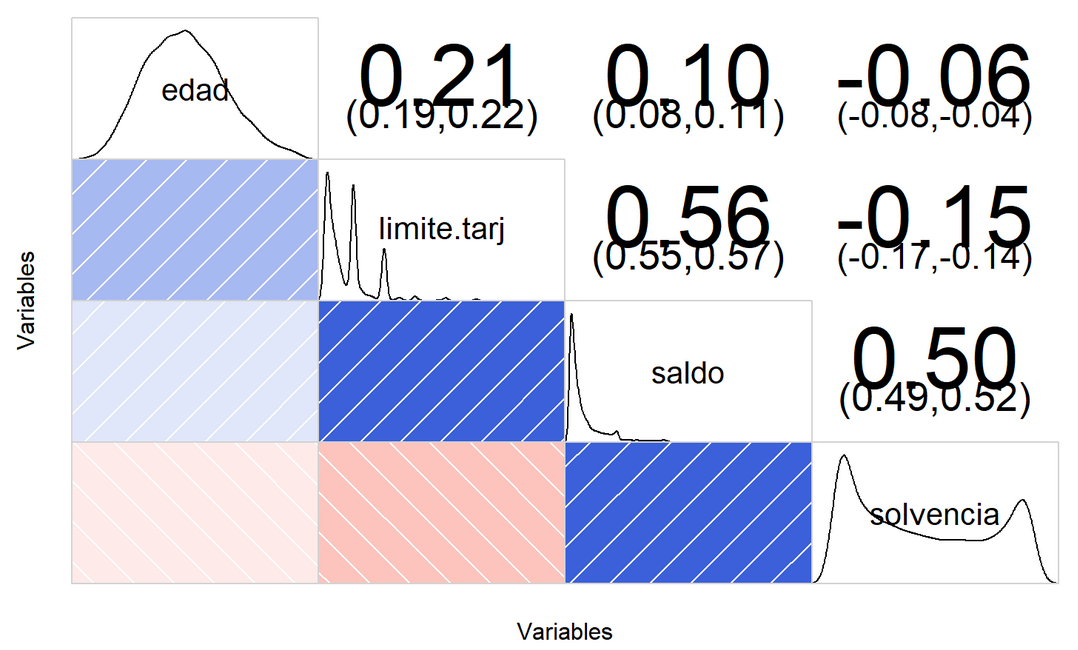 edad
0.21
(0.19,0.22)
0.10
(0.08,0.11)
-0.06
(-0.08,-0.04)
limite.tarj
0.56
(0.55,0.57)
-0.15
(-0.17,-0.14)
saldo
0.50
(0.49,0.52)
solvencia
Variables
Variables